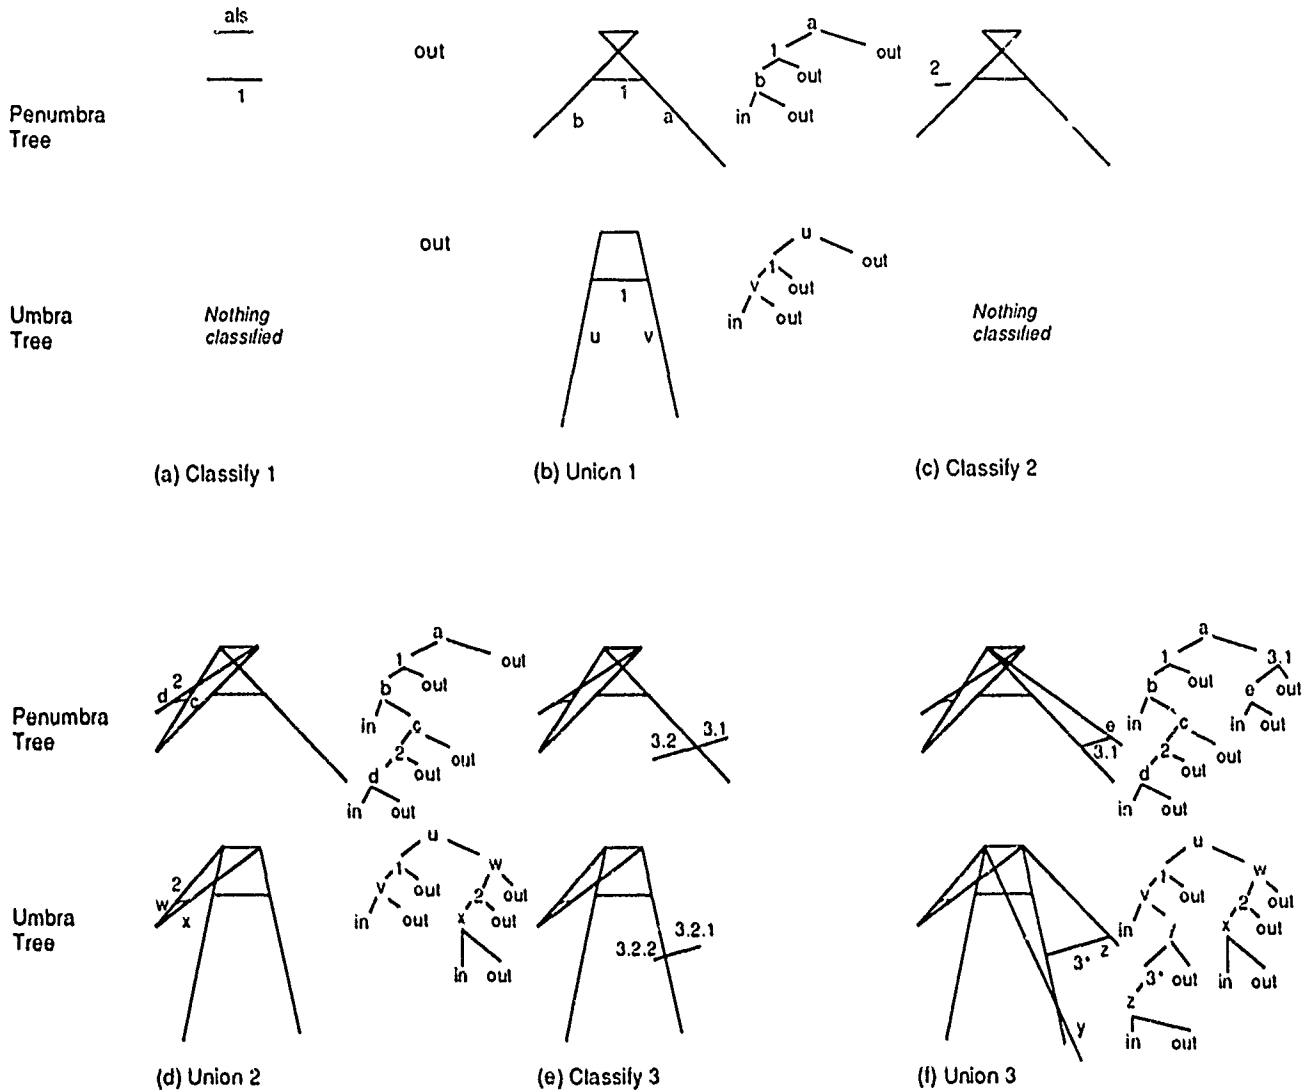 als
1
out
Penumbra
Tree
1
b
a
a
1
out
b
out
in
out
2
out
Umbra
Tree
Nothing
classified
1
u
v
u
1
out
v
out
in
out
Nothing
classified
(a) Classify 1
(b) Union 1
(c) Classify 2
Penumbra
Tree
2
d
c
a
1
out
b
out
in
c
2
out
d
out
in
out
3.2
3.1
e
3.1
a
1
3.1
b
out
e
out
in
c
in
out
2
out
d
out
in
out
Umbra
Tree
2
w
x
u
1
w
v
out
2
out
in
out
x
out
in
out
3.2.1
3.2.2
3*
z
y
u
1
w
v
out
2
out
in
x
out
3*
out
in
out
z
in
out
(d) Union 2
(e) Classify 3
(f) Union 3